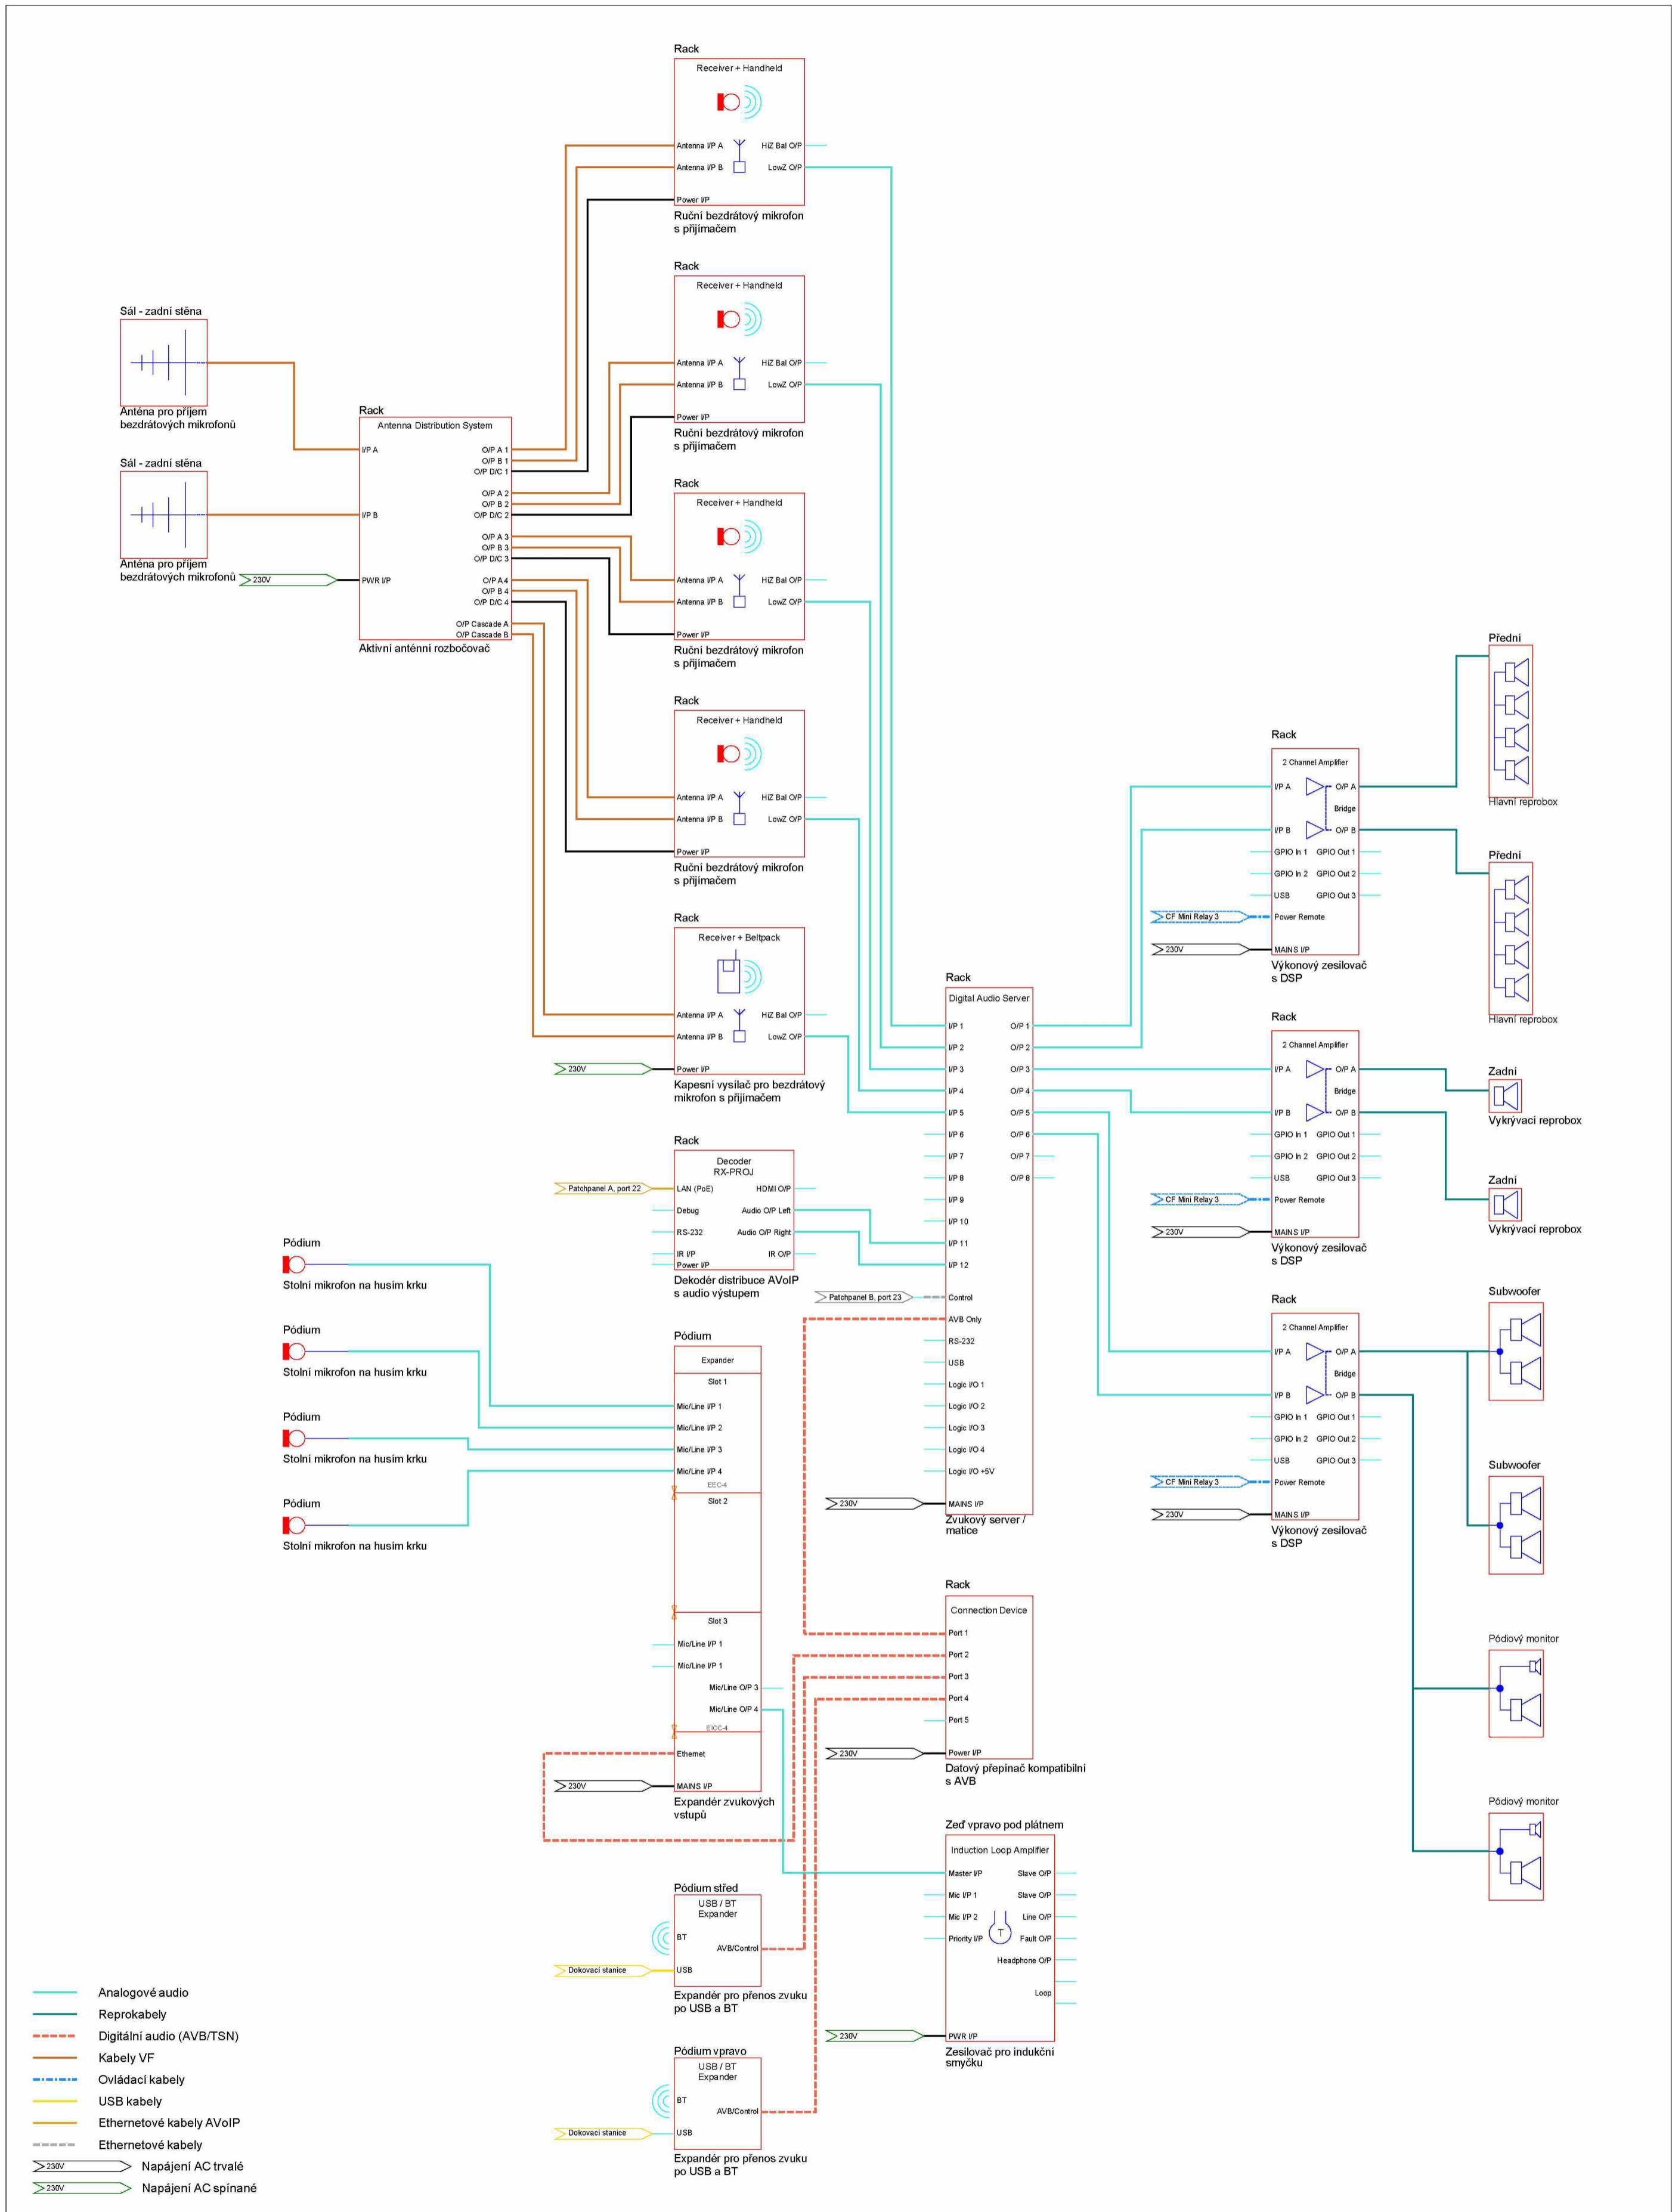 Rack
Receiver + Handheld
Antenna I/P A
HiZ Bal O/P
Antenna I/P B
LowZ O/P
Power I/P
Ruční bezdrátový mikrofon
s přijímačem
Rack
Receiver + Handheld
Antenna I/P A
HiZ Bal O/P
Antenna I/P B
LowZ O/P
Power I/P
Ruční bezdrátový mikrofon
s přijímačem
Rack
Receiver + Handheld
Antenna I/P A
HiZ Bal O/P
Antenna I/P B
LowZ O/P
Power I/P
Ruční bezdrátový mikrofon
s přijímačem
Rack
Receiver + Handheld
Antenna I/P A
HiZ Bal O/P
Antenna I/P B
LowZ O/P
Power I/P
Ruční bezdrátový mikrofon
s přijímačem
Rack
Receiver + Beltpack
Antenna I/P A
HiZ Bal O/P
Antenna I/P B
LowZ O/P
230V
Power I/P
Kapesní vysílač pro bezdrátový
mikrofon s přijímačem
Sál - zadní stěna
Anténa pro příjem
bezdrátových mikrofonů
Sál - zadní stěna
Anténa pro příjem
bezdrátových mikrofonů
Rack
Antenna Distribution System
I/P A
I/P B
230V
PWR I/P
O/P A 1
O/P B 1
O/P D/C 1
O/P A 2
O/P B 2
O/P D/C 2
O/P A 3
O/P B 3
O/P D/C 3
O/P A 4
O/P B 4
O/P D/C 4
O/P Cascade A
O/P Cascade B
Aktivní anténní rozbočovač
Rack
Decoder
RX-PROJ
Patchpanel A, port 22
LAN (PoE)
HDMI O/P
Debug
Audio O/P Left
RS-232
Audio O/P Right
IR I/P
IR O/P
Power I/P
Dekodér distribuce AVoIP
s audio výstupem
Pódium
Stolní mikrofon na husím krku
Pódium
Stolní mikrofon na husím krku
Pódium
Stolní mikrofon na husím krku
Pódium
Stolní mikrofon na husím krku
Pódium
Expander
Slot 1
Mic/Line I/P 1
Mic/Line I/P 2
Mic/Line I/P 3
Mic/Line I/P 4
EEC-4
Slot 2
Slot 3
Mic/Line I/P 1
Mic/Line I/P 1
Mic/Line O/P 3
Mic/Line O/P 4
EIOC-4
Ethernet
230V
MAINS I/P
Expandér zvukových
vstupů
Pódium střed
USB / BT
Expander
BT
AVB/Control
Dokovací stanice
USB
Expandér pro přenos zvuku
po USB a BT
Pódium vpravo
USB / BT
Expander
BT
AVB/Control
Dokovací stanice
USB
Expandér pro přenos zvuku
po USB a BT
Rack
Digital Audio Server
I/P 1
O/P 1
I/P 2
O/P 2
I/P 3
O/P 3
I/P 4
O/P 4
I/P 5
O/P 5
I/P 6
O/P 6
I/P 7
O/P 7
I/P 8
O/P 8
I/P 9
I/P 10
I/P 11
I/P 12
Patchpanel B, port 23
Control
AVB Only
RS-232
USB
Logic I/O 1
Logic I/O 2
Logic I/O 3
Logic I/O 4
Logic I/O +5V
230V
MAINS I/P
Zvukový server /
matice
Rack
Connection Device
Port 1
Port 2
Port 3
Port 4
Port 5
230V
Power I/P
Datový přepínač kompatibilní
s AVB
Zeď vpravo pod plátnem
Induction Loop Amplifier
Master I/P
Slave O/P
Mic I/P 1
Slave O/P
Mic I/P 2
Line O/P
T
Priority I/P
Fault O/P
Headphone O/P
Loop
230V
PWR I/P
Zesilovač pro indukční
smyčku
Rack
2 Channel Amplifier
I/P A
O/P A
Bridge
I/P B
O/P B
GPIO In 1
GPIO Out 1
GPIO In 2
GPIO Out 2
USB
GPIO Out 3
CF Mini Relay 3
Power Remote
230V
MAINS I/P
Výkonový zesilovač
s DSP
Rack
2 Channel Amplifier
I/P A
O/P A
Bridge
I/P B
O/P B
GPIO In 1
GPIO Out 1
GPIO In 2
GPIO Out 2
USB
GPIO Out 3
CF Mini Relay 3
Power Remote
230V
MAINS I/P
Výkonový zesilovač
s DSP
Rack
2 Channel Amplifier
I/P A
O/P A
Bridge
I/P B
O/P B
GPIO In 1
GPIO Out 1
GPIO In 2
GPIO Out 2
USB
GPIO Out 3
CF Mini Relay 3
Power Remote
230V
MAINS I/P
Výkonový zesilovač
s DSP
Přední
Hlavní reprobox
Přední
Hlavní reprobox
Zadní
Vykrývací reprobox
Zadní
Vykrývací reprobox
Subwoofer
Subwoofer
Pódiový monitor
Pódiový monitor
Analogové audio
Reprokabely
Digitální audio (AVB/TSN)
Kabely VF
Ovládací kabely
USB kabely
Ethernetové kabely AVoIP
Ethernetové kabely
230V
Napájení AC trvalé
230V
Napájení AC spínané